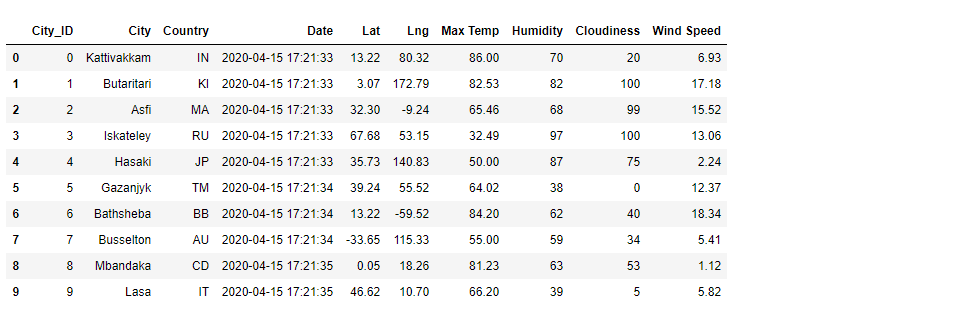 City_ID City Country Date Lat Lng Max Temp Humidity Cloudiness Wind Speed
0 0 Kattivakkam IN 2020-04-15 17:21:33 13.22 80.32 86.00 70 20 6.93
1 1 Butaritari KI 2020-04-15 17:21:33 3.07 172.79 82.53 82 100 17.18
2 2 Asfi MA 2020-04-15 17:21:33 32.30 -9.24 65.46 68 99 15.52
3 3 Iskateley RU 2020-04-15 17:21:33 67.68 53.15 32.49 97 100 13.06
4 4 Hasaki JP 2020-04-15 17:21:33 35.73 140.83 50.00 87 75 2.24
5 5 Gazanjyk TM 2020-04-15 17:21:34 39.24 55.52 64.02 38 0 12.37
6 6 Bathsheba BB 2020-04-15 17:21:34 13.22 -59.52 84.20 62 40 18.34
7 7 Busselton AU 2020-04-15 17:21:34 -33.65 115.33 55.00 59 34 5.41
8 8 Mbandaka CD 2020-04-15 17:21:35 0.05 18.26 81.23 63 53 1.12
9 9 Lasa IT 2020-04-15 17:21:35 46.62 10.70 66.20 39 5 5.82